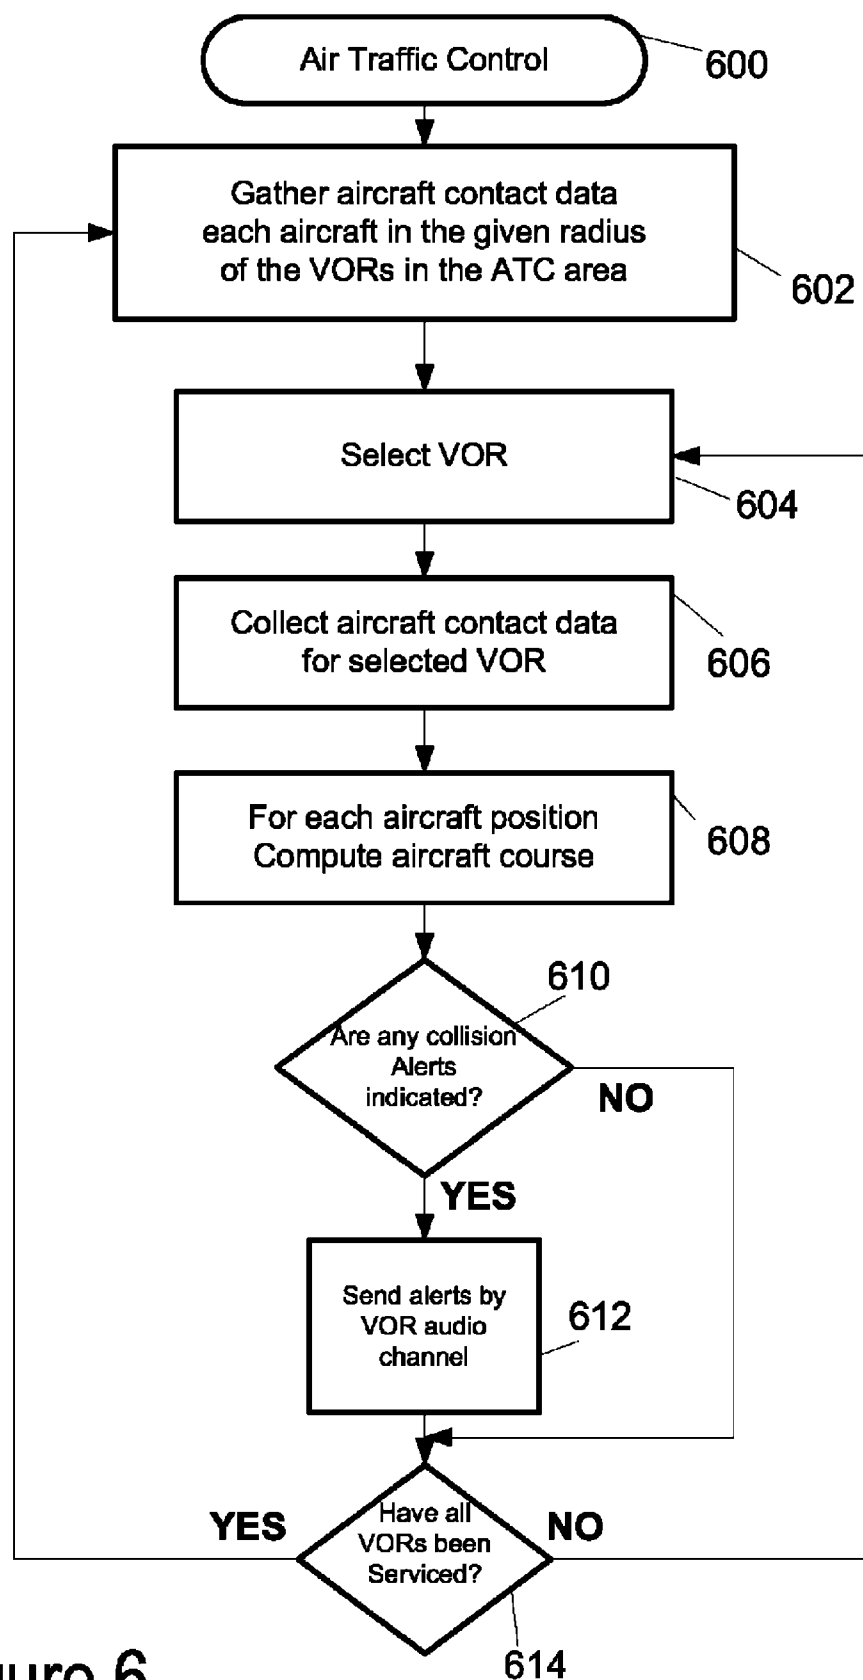 Air Traffic Control
600
Gather aircraft contact data
each aircraft in the given radius
of the VORs in the ATC area
602
Select VOR
604
Collect aircraft contact data
for selected VOR
606
For each aircraft position
Compute aircraft course
608
610
Are any collision
Alerts
indicated?
NO
YES
Send alerts by
VOR audio
channel
612
YES
Have all
VORs been
Serviced?
NO
614